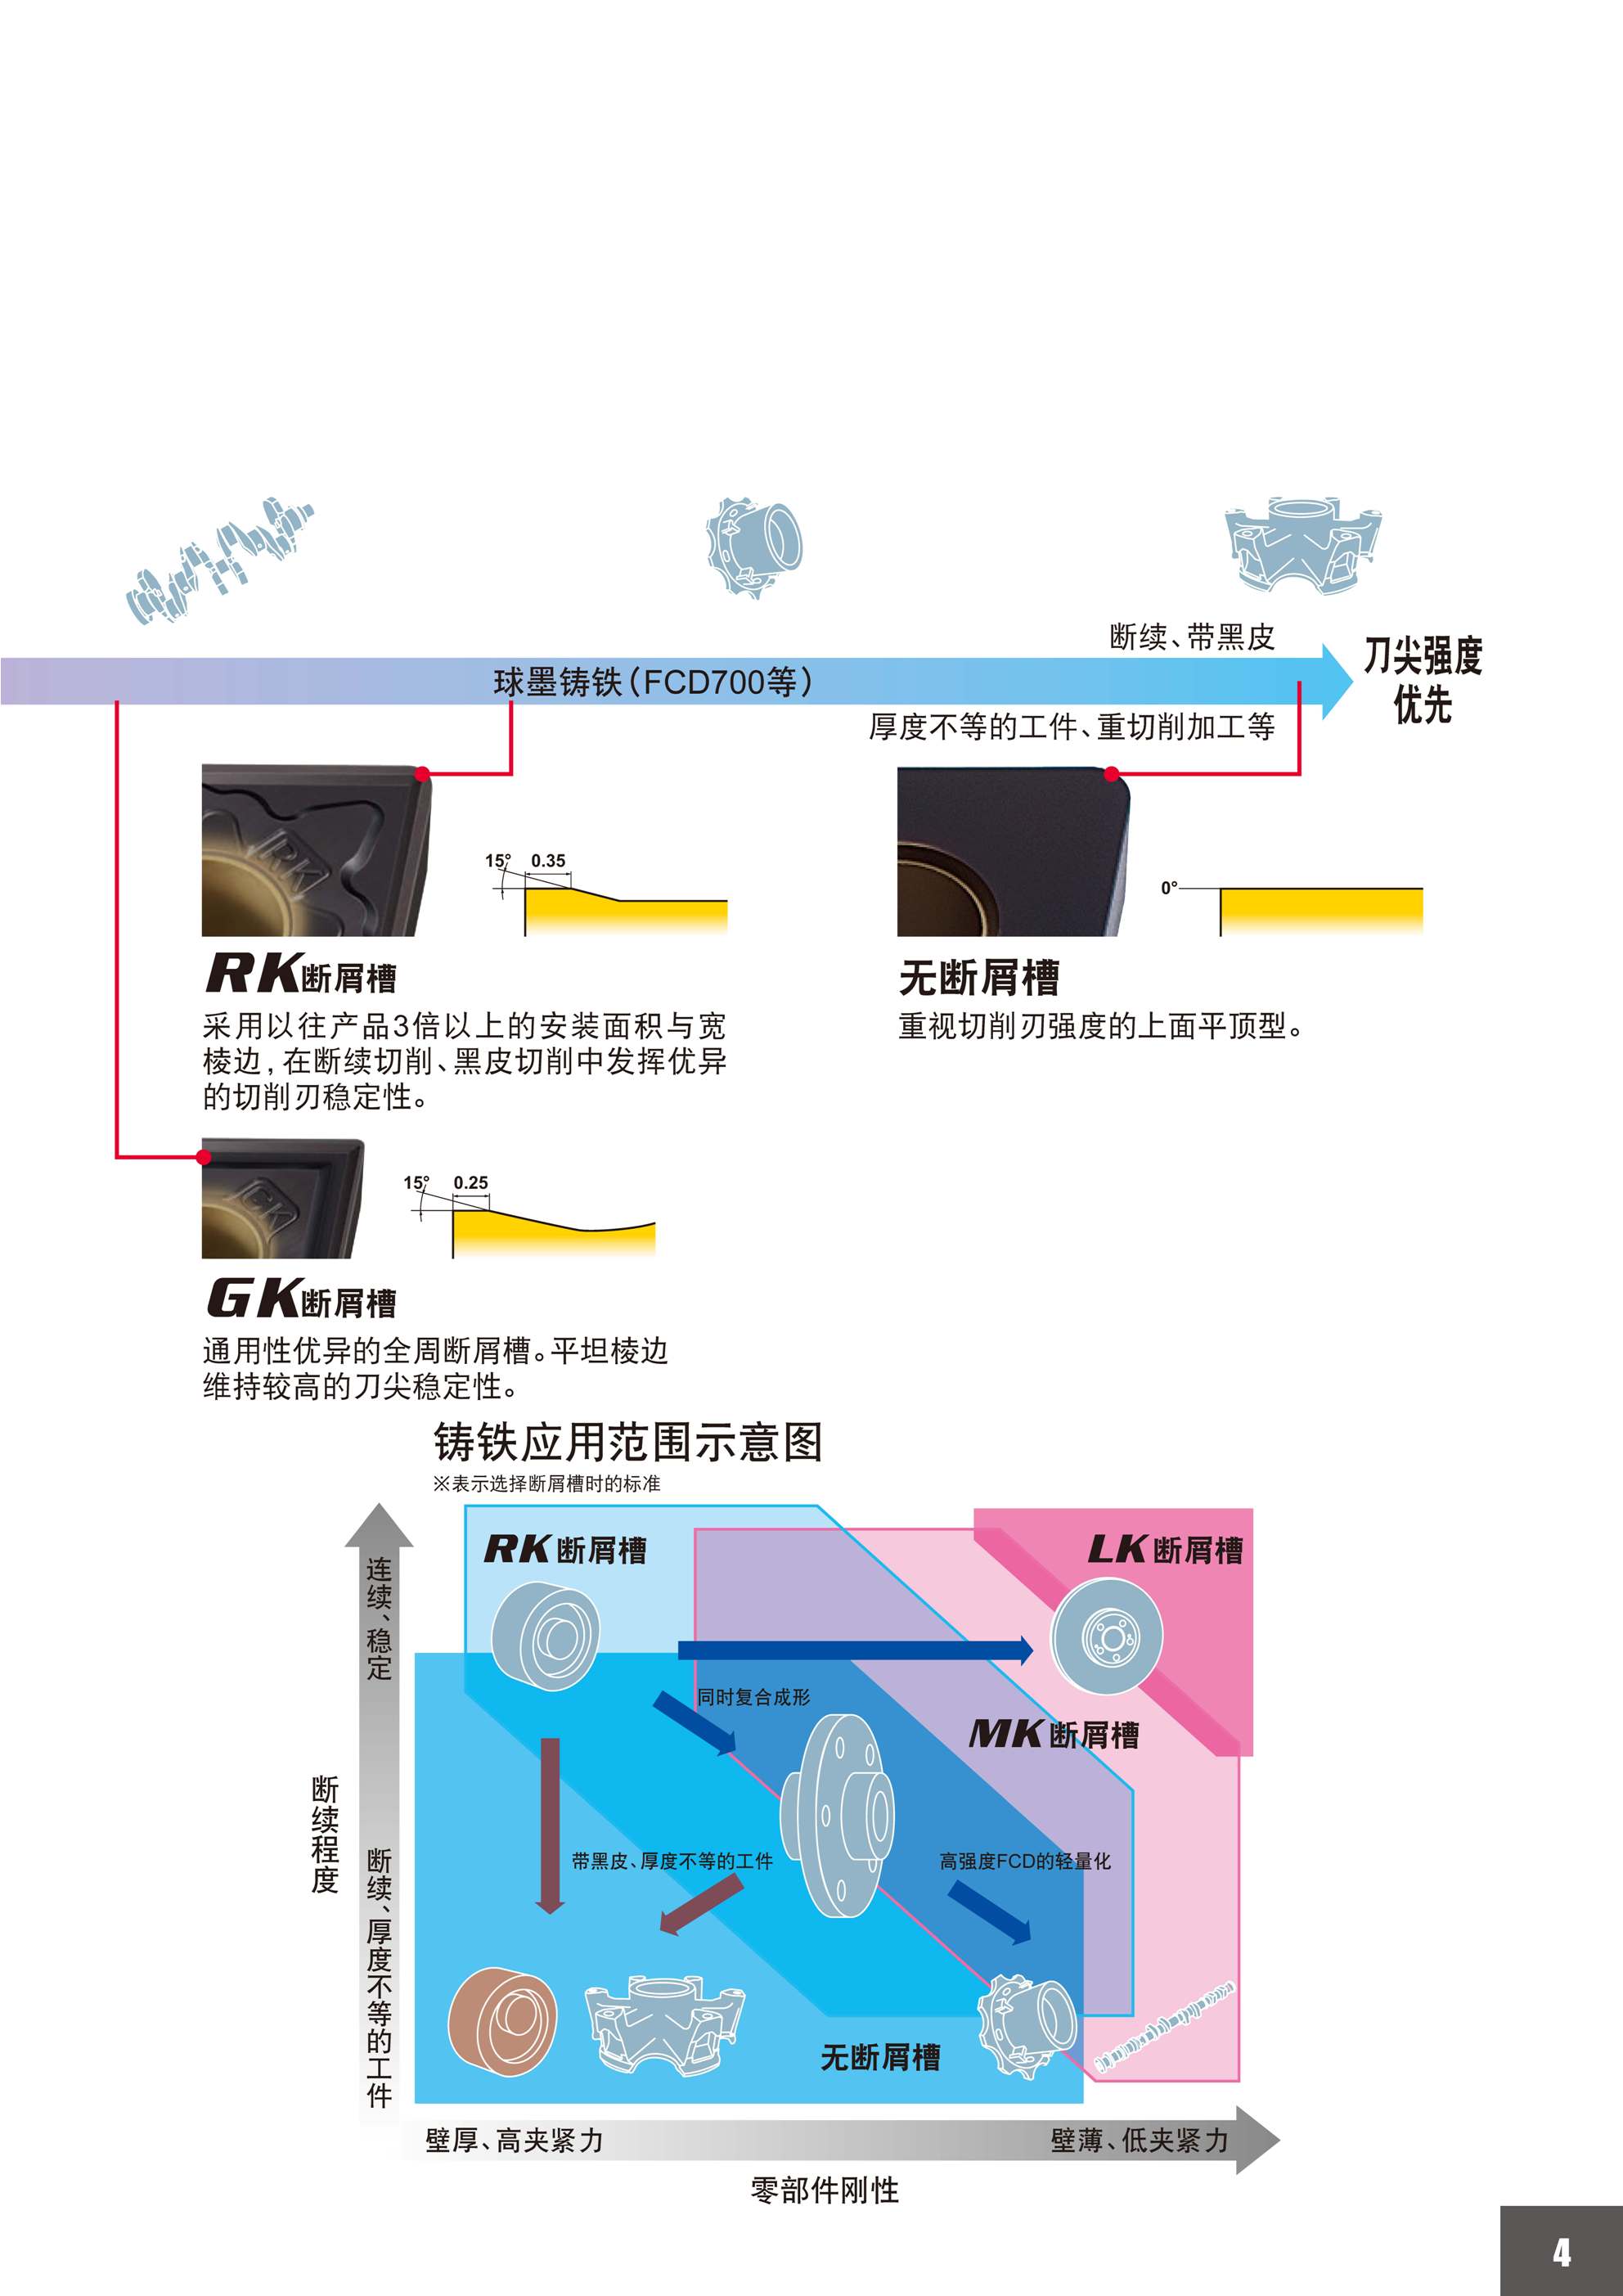 断续、带黑皮
球墨铸铁（FCD700等）
刀尖强度
优先
厚度不等的工件、重切削加工等
RK
15° 0.35
0°
RK断屑槽
采用以往产品3倍以上的安装面积与宽
棱边，在断续切削、黑皮切削中发挥优异
的切削刃稳定性。
无断屑槽
重视切削刃强度的上面平顶型。
15° 0.25
GK断屑槽
通用性优异的全周断屑槽。平坦棱边
维持较高的刀尖稳定性。
铸铁应用范围示意图
※表示选择断屑槽时的标准
断续程度
连续、稳定
断续、厚度不等的工件
RK断屑槽
LK断屑槽
同时复合成形
MK断屑槽
带黑皮、厚度不等的工件
高强度FCD的轻量化
无断屑槽
壁厚、高夹紧力
壁薄、低夹紧力
零部件刚性
4